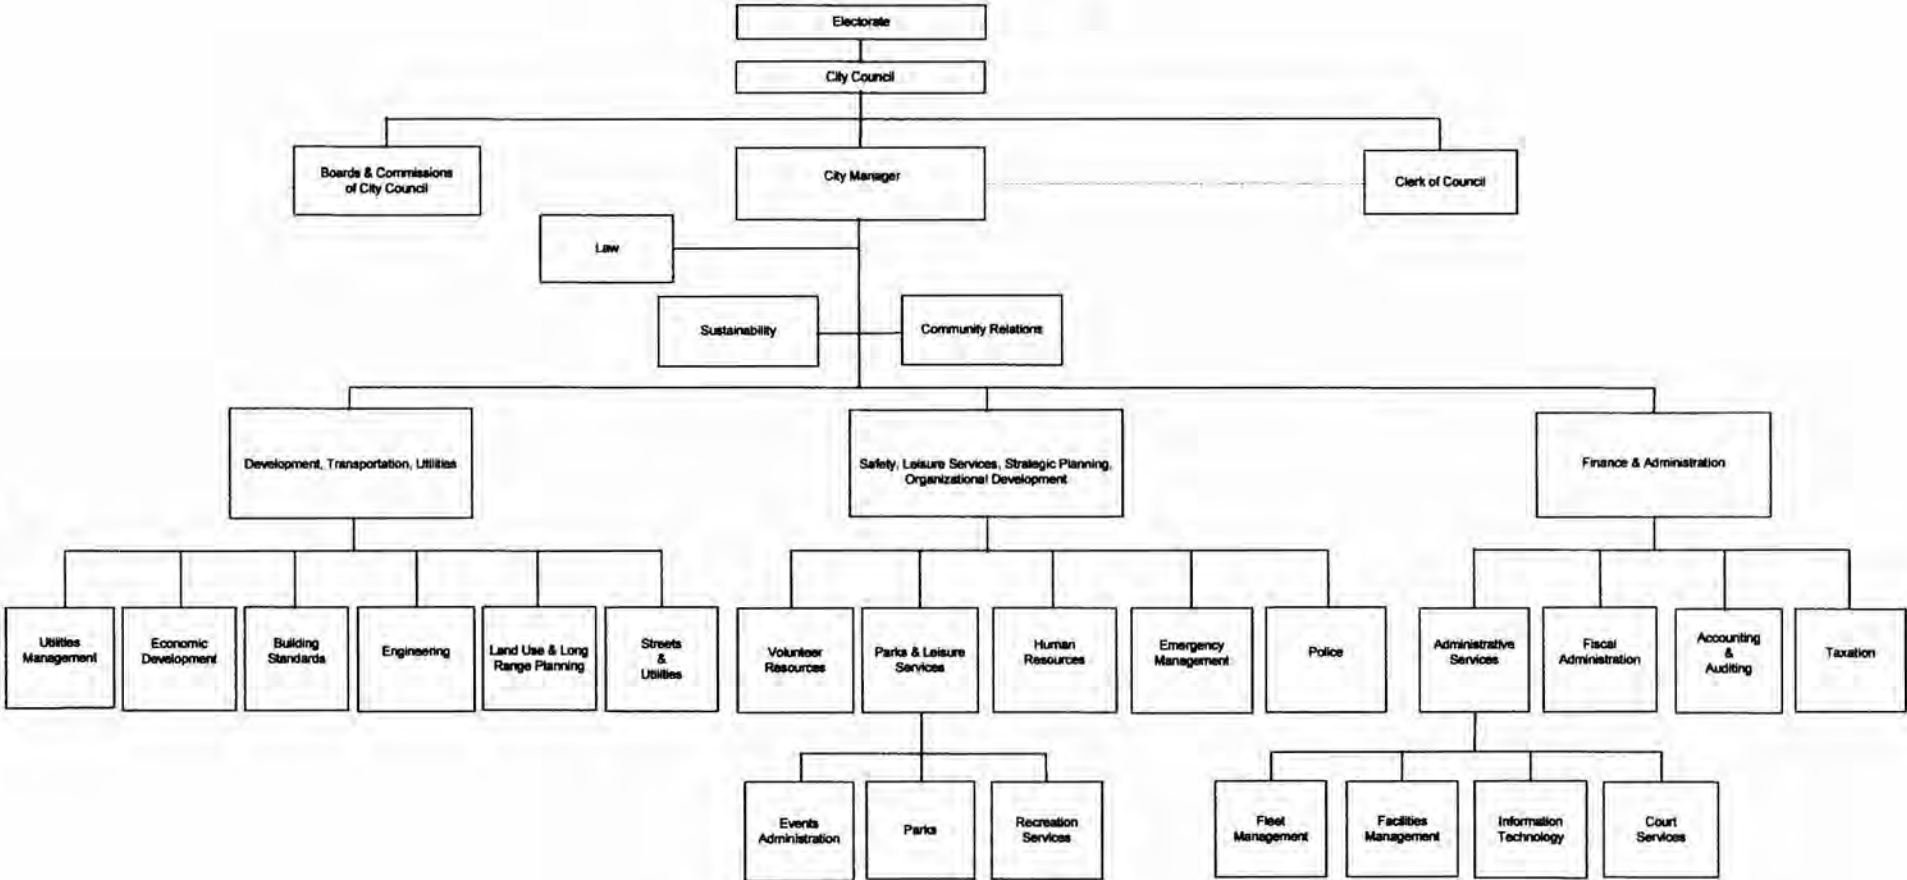 Electorate
City Council
Boards & Commissions
of City Council
City Manager
Clerk of Council
Law
Sustainability
Community Relations
Development, Transportation, Utilities
Safety, Leisure Services, Strategic Planning,
Organizational Development
Finance & Administration
Utilities
Management
Economic
Development
Building
Standards
Engineering
Land Use & Long
Range Planning
Streets
&
Utilities
Volunteer
Resources
Parks & Leisure
Services
Human
Resources
Emergency
Management
Police
Administrative
Services
Fiscal
Administration
Accounting
&
Auditing
Taxation
Events
Administration
Parks
Recreation
Services
Fleet
Management
Facilities
Management
Information
Technology
Court
Services